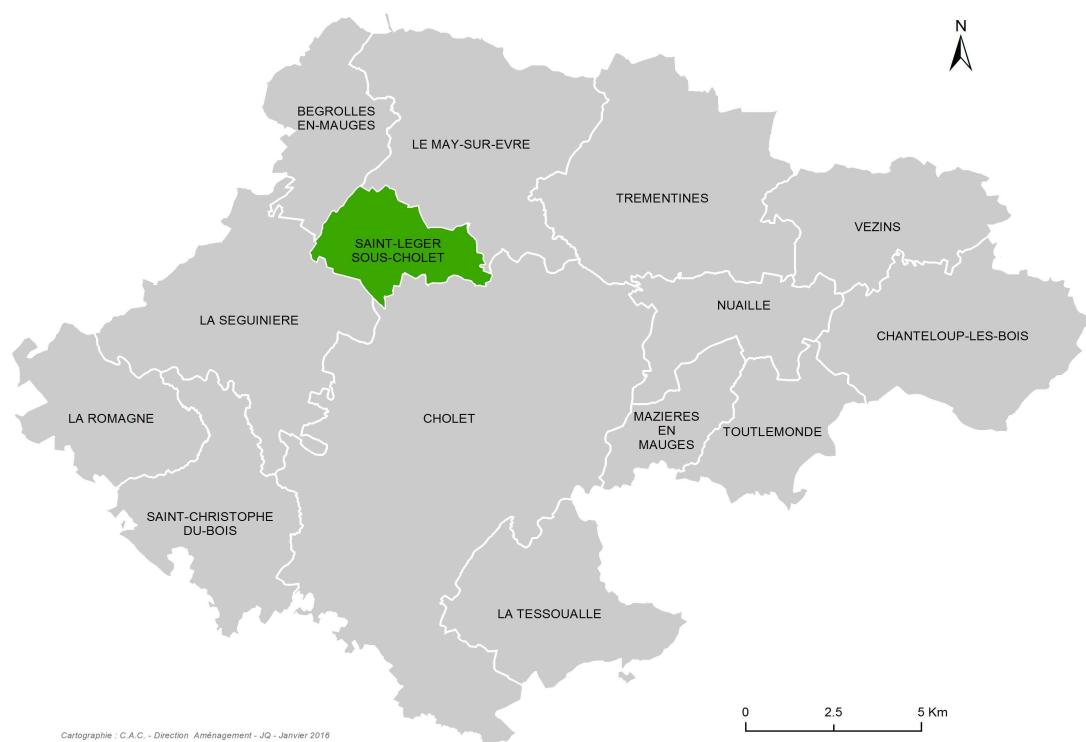 N
BEGROLLES
EN-MAUGES
LE MAY-SUR-EVRE
TREMENTINES
VEZINS
SAINT-LEGER
SOUS-CHOLET
NUAILLE
LA SEGUINIERE
CHANTELOUP-LES-BOIS
LA ROMAGNE
CHOLET
MAZIERES
EN
MAUGES
TOUTLEMONDE
SAINT-CHRISTOPHE
DU-BOIS
LA TESSOUALLE
0 2.5 5 Km
Cartographie : C.A.C. - Direction Aménagement - JQ - Janvier 2016